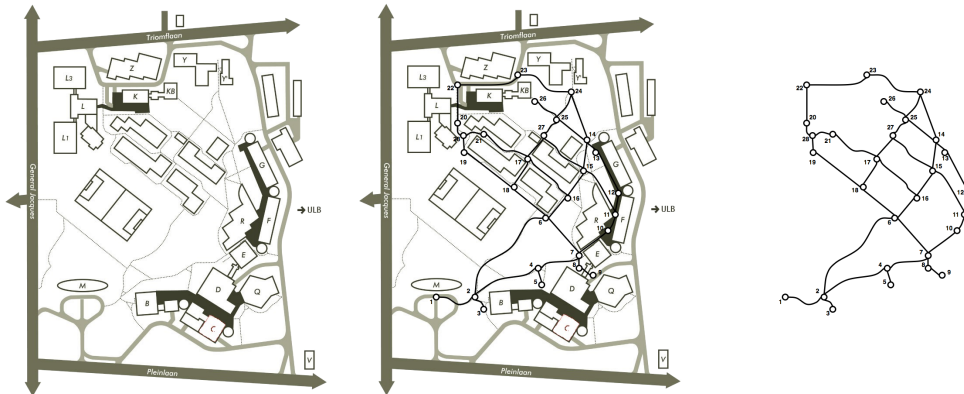 Triomflaan
Z
Y
Y'
L3
K
KB
L
L1
General Jacques
G
R
F
ULB
E
M
D
Q
B
C
V
Pleinlaan
Triomflaan
Z
23
Y
L3
22
K
KB
24
26
L
25
20
27
14
L1
28
21
13
19
17
G
15
18
12
16
11
R
F
ULB
6
10
7
E
4
8
9
M
5
D
Q
1
2
B
3
C
V
Pleinlaan
23
22
24
26
25
20
27
14
28
21
13
19
17
15
18
12
16
11
6
10
7
4
8
9
5
1
2
3